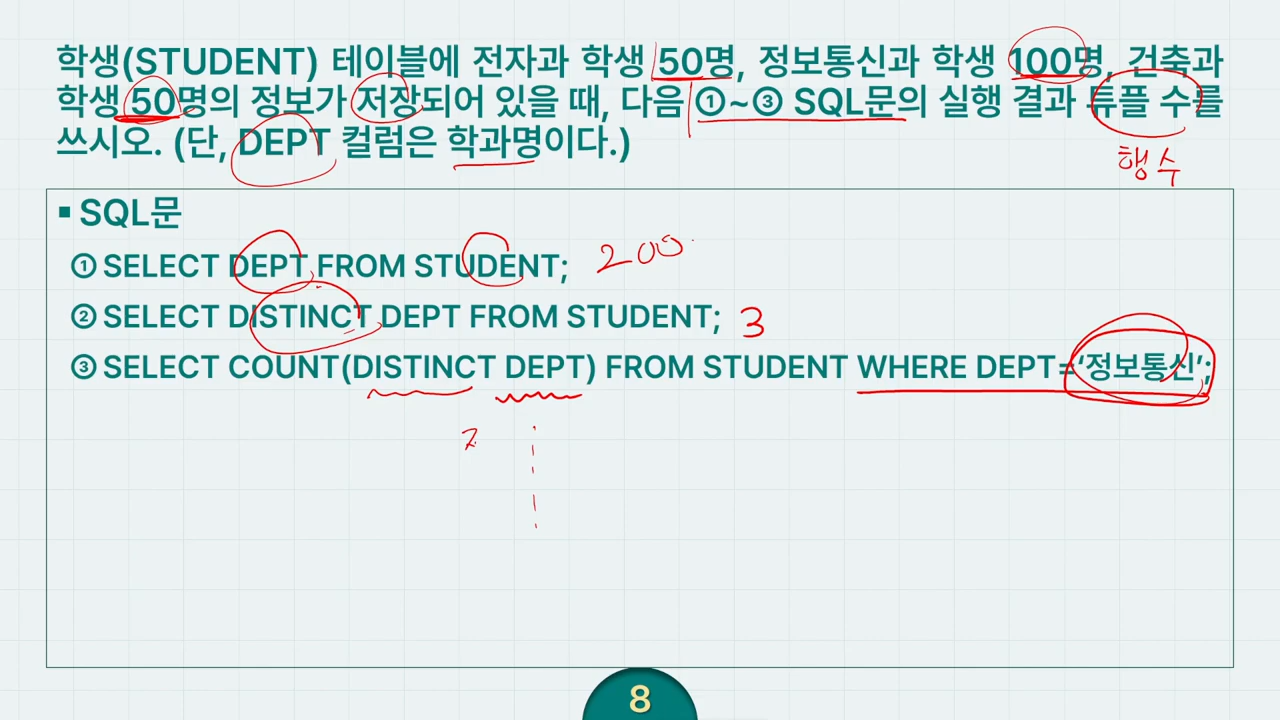 학생(STUDENT) 테이블에 전자과 학생 50명, 정보통신과 학생 100명, 건축과
학생 50명의 정보가 저장되어 있을 때, 다음 ①~③ SQL문의 실행 결과 튜플 수를
쓰시오. (단, DEPT 컬럼은 학과명이다.)
행수
▪ SQL문
① SELECT DEPT FROM STUDENT; 200
② SELECT DISTINCT DEPT FROM STUDENT; 3
③ SELECT COUNT(DISTINCT DEPT) FROM STUDENT WHERE DEPT=‘정보통신’;
8